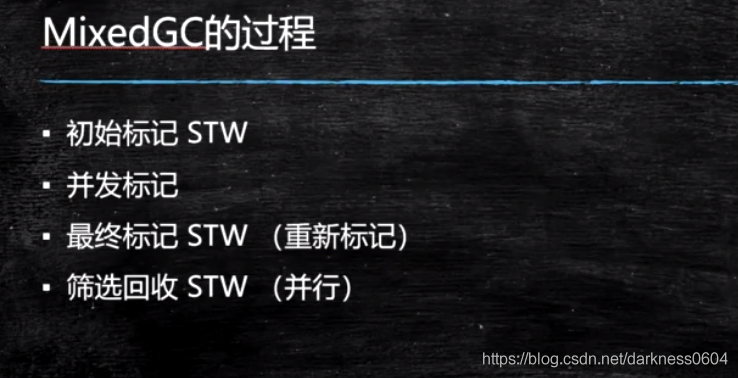 MixedGC的过程
▪ 初始标记 STW
▪ 并发标记
▪ 最终标记 STW （重新标记）
▪ 筛选回收 STW （并行）
https://blog.csdn.net/darkness0604